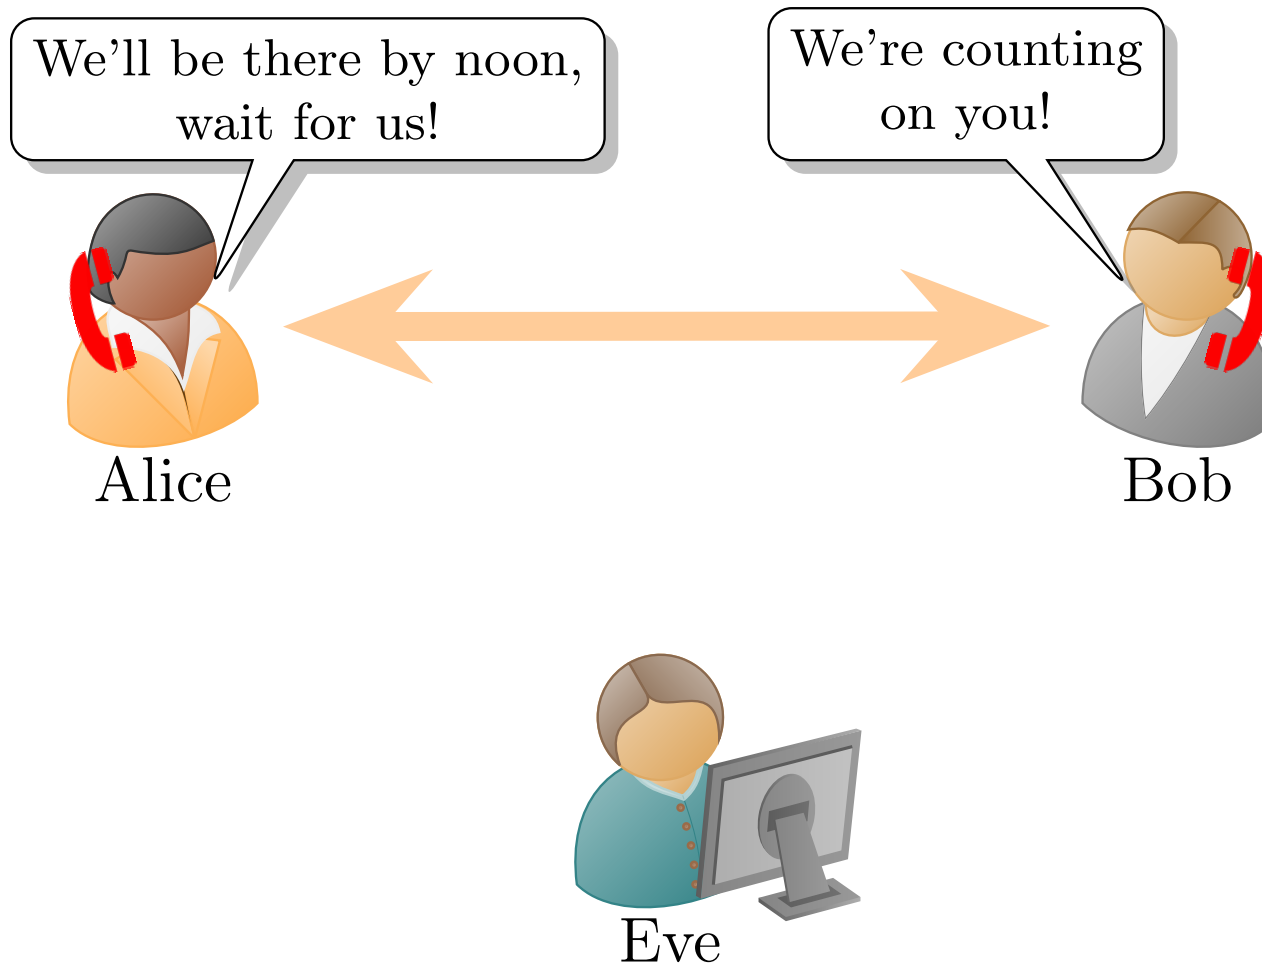 We'll be there by noon,
wait for us!
We're counting
on you!
Alice
Bob
Eve